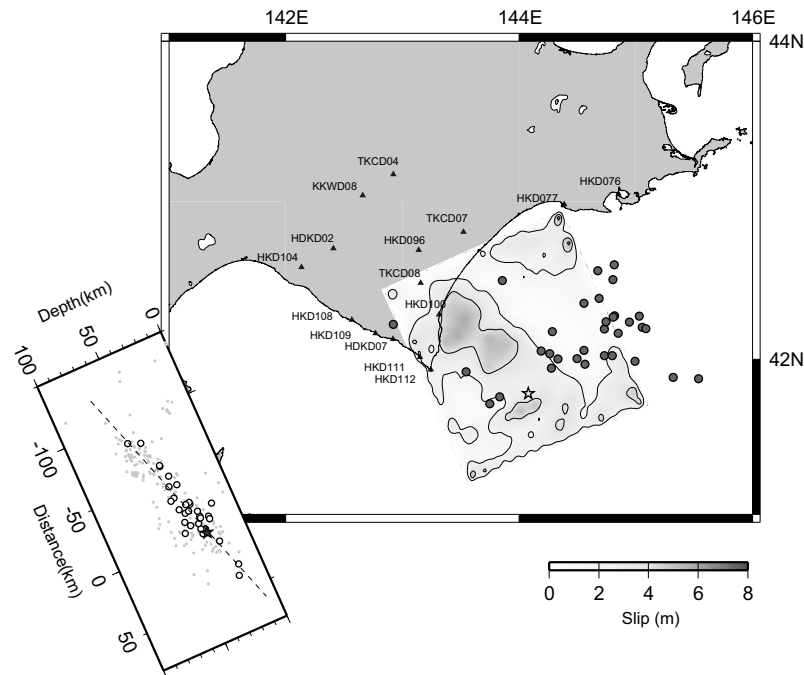 142E 144E 146E
44N
TKCD04
KKWD08
HKD076
HKD077
TKCD07
HDKD02
HKD096
HKD104
TKCD08
HKD100
HKD108
HKD109
HDKD07
42N
HKD111
HKD112
Depth(km)
0
50
100
-100
-50
0
50
Distance(km)
0 2 4 6 8
Slip (m)